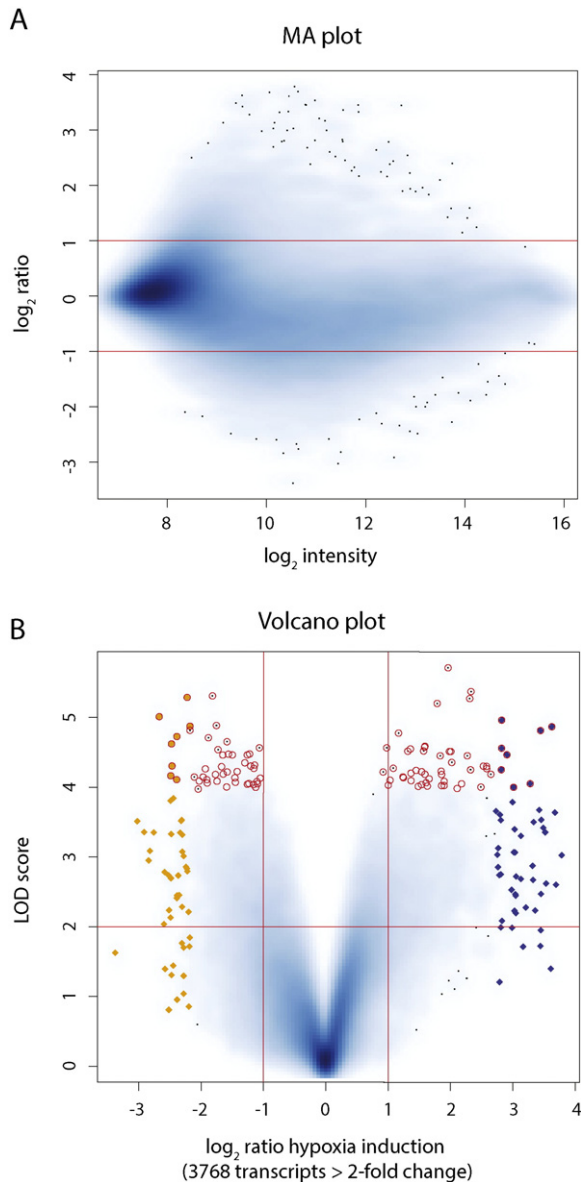 A
MA plot
4
3
2
1
0
-1
-2
-3
log2 ratio
8 10 12 14 16
log2 intensity
B
Volcano plot
5
4
3
2
1
0
LOD score
-3 -2 -1 0 1 2 3 4
log2 ratio hypoxia induction
(3768 transcripts > 2-fold change)